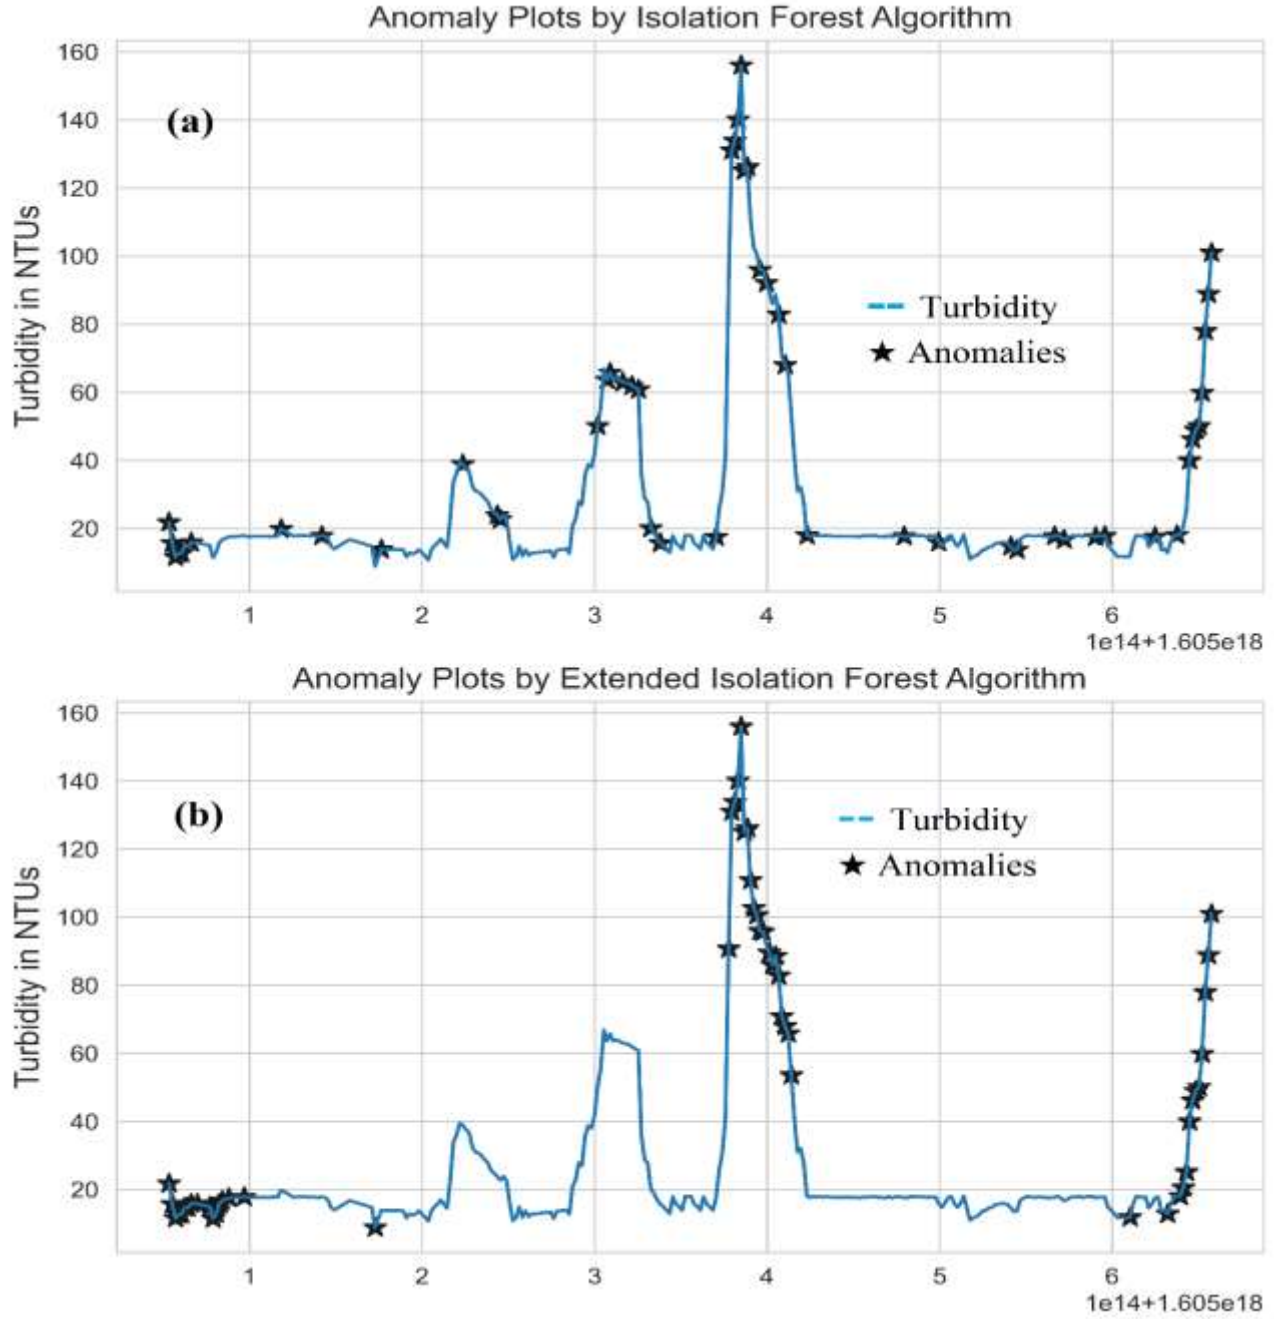 Anomaly Plots by Isolation Forest Algorithm
160
(a)
140
120
100
Turbidity in NTUs
Turbidity
80
Anomalies
60
40
20
1 2 3 4 5 6
1e14+1.605e18
Anomaly Plots by Extended Isolation Forest Algorithm
160
140
(b)
Turbidity
120
Anomalies
100
Turbidity in NTUs
80
60
40
20
1 2 3 4 5 6
1e14+1.605e18